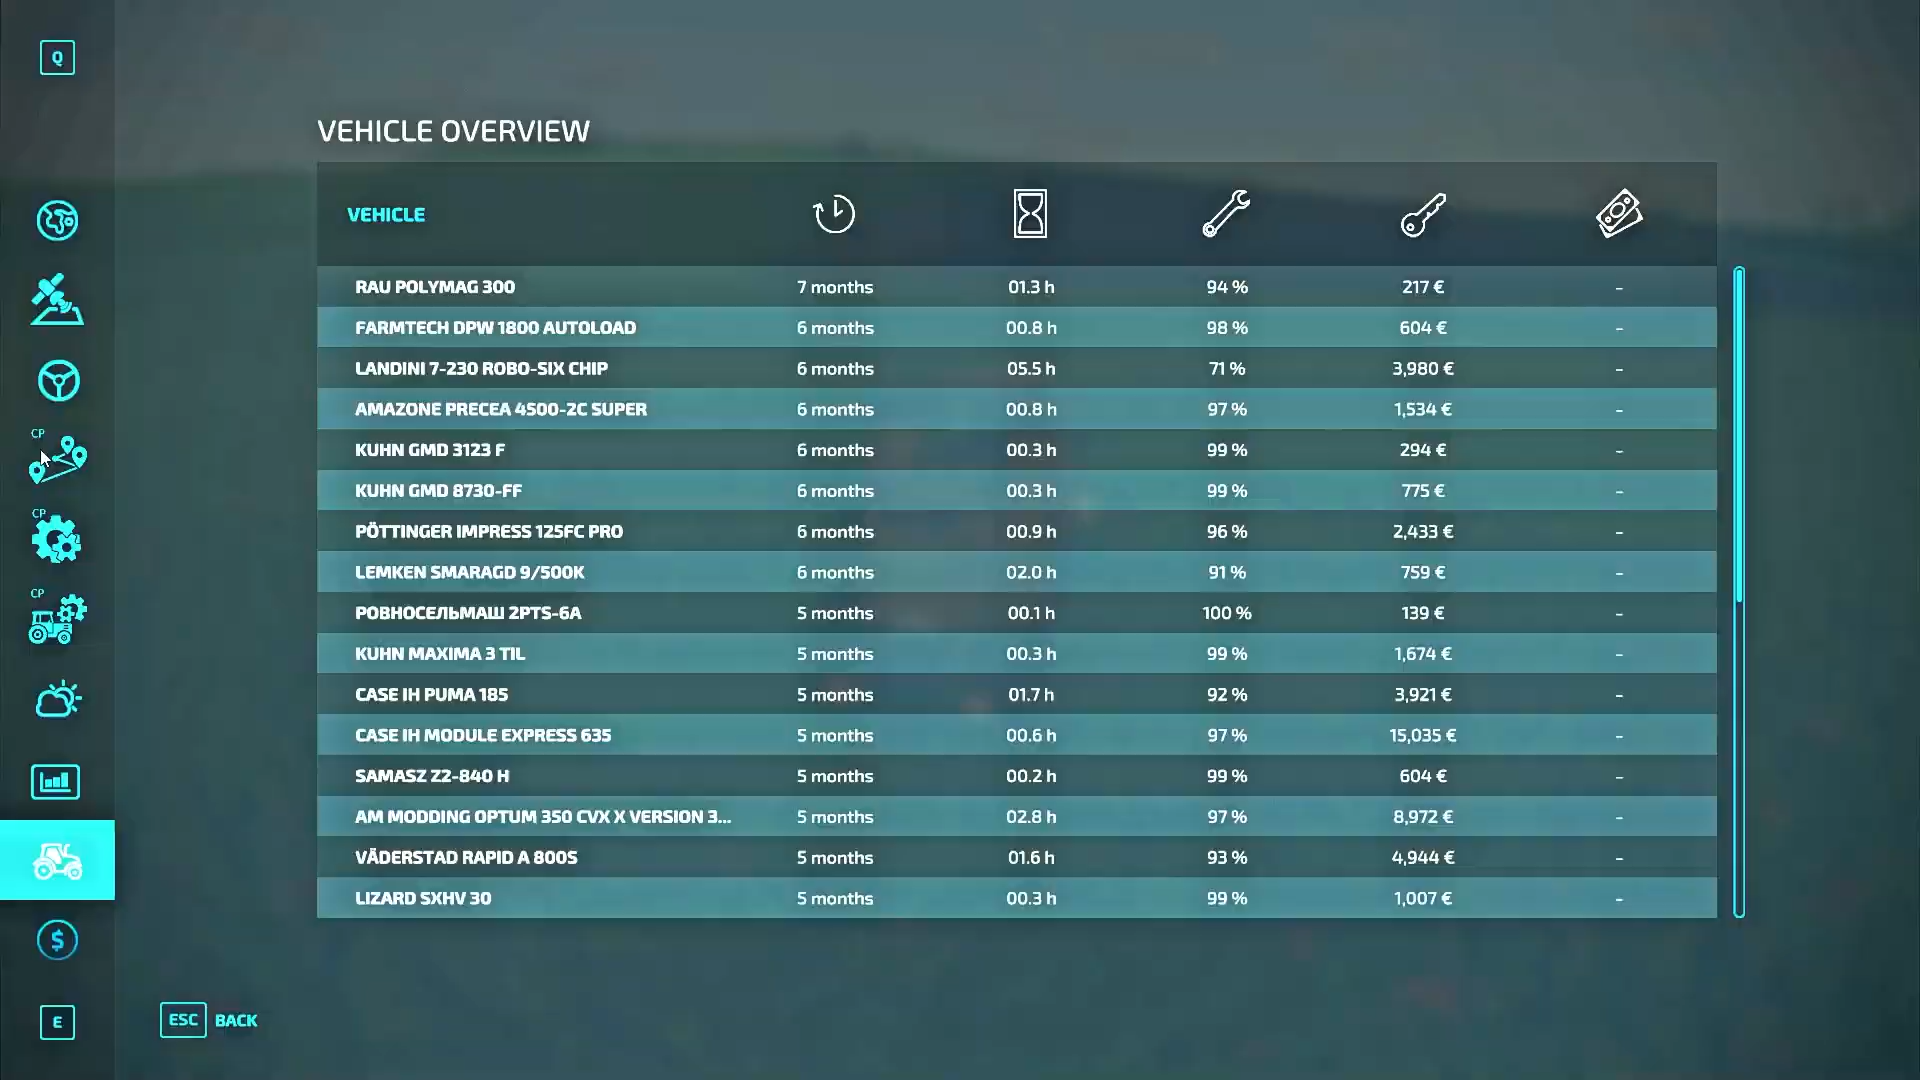 Q
VEHICLE OVERVIEW
VEHICLE
RAU POLYMAG 300 7 months 01.3 h 94 % 217 € -
FARMTECH DPW 1800 AUTOLOAD 6 months 00.8 h 98 % 604 € -
LANDINI 7-230 ROBO-SIX CHIP 6 months 05.5 h 71 % 3,980 € -
AMAZONE PRECEA 4500-2C SUPER 6 months 00.8 h 97 % 1,534 € -
CP
KUHN GMD 3123 F 6 months 00.3 h 99 % 294 € -
KUHN GMD 8730-FF 6 months 00.3 h 99 % 775 € -
CP
PÖTTINGER IMPRESS 125FC PRO 6 months 00.9 h 96 % 2,433 € -
LEMKEN SMARAGD 9/500K 6 months 02.0 h 91 % 759 € -
CP
РОВНОСЕЛЬМАШ 2PTS-6A 5 months 00.1 h 100 % 139 € -
KUHN MAXIMA 3 TIL 5 months 00.3 h 99 % 1,674 € -
CASE IH PUMA 185 5 months 01.7 h 92 % 3,921 € -
CASE IH MODULE EXPRESS 635 5 months 00.6 h 97 % 15,035 € -
SAMASZ Z2-840 H 5 months 00.2 h 99 % 604 € -
AM MODDING OPTUM 350 CVX X VERSION 3... 5 months 02.8 h 97 % 8,972 € -
VÄDERSTAD RAPID A 800S 5 months 01.6 h 93 % 4,944 € -
LIZARD SXHV 30 5 months 00.3 h 99 % 1,007 € -
$
E
ESC BACK